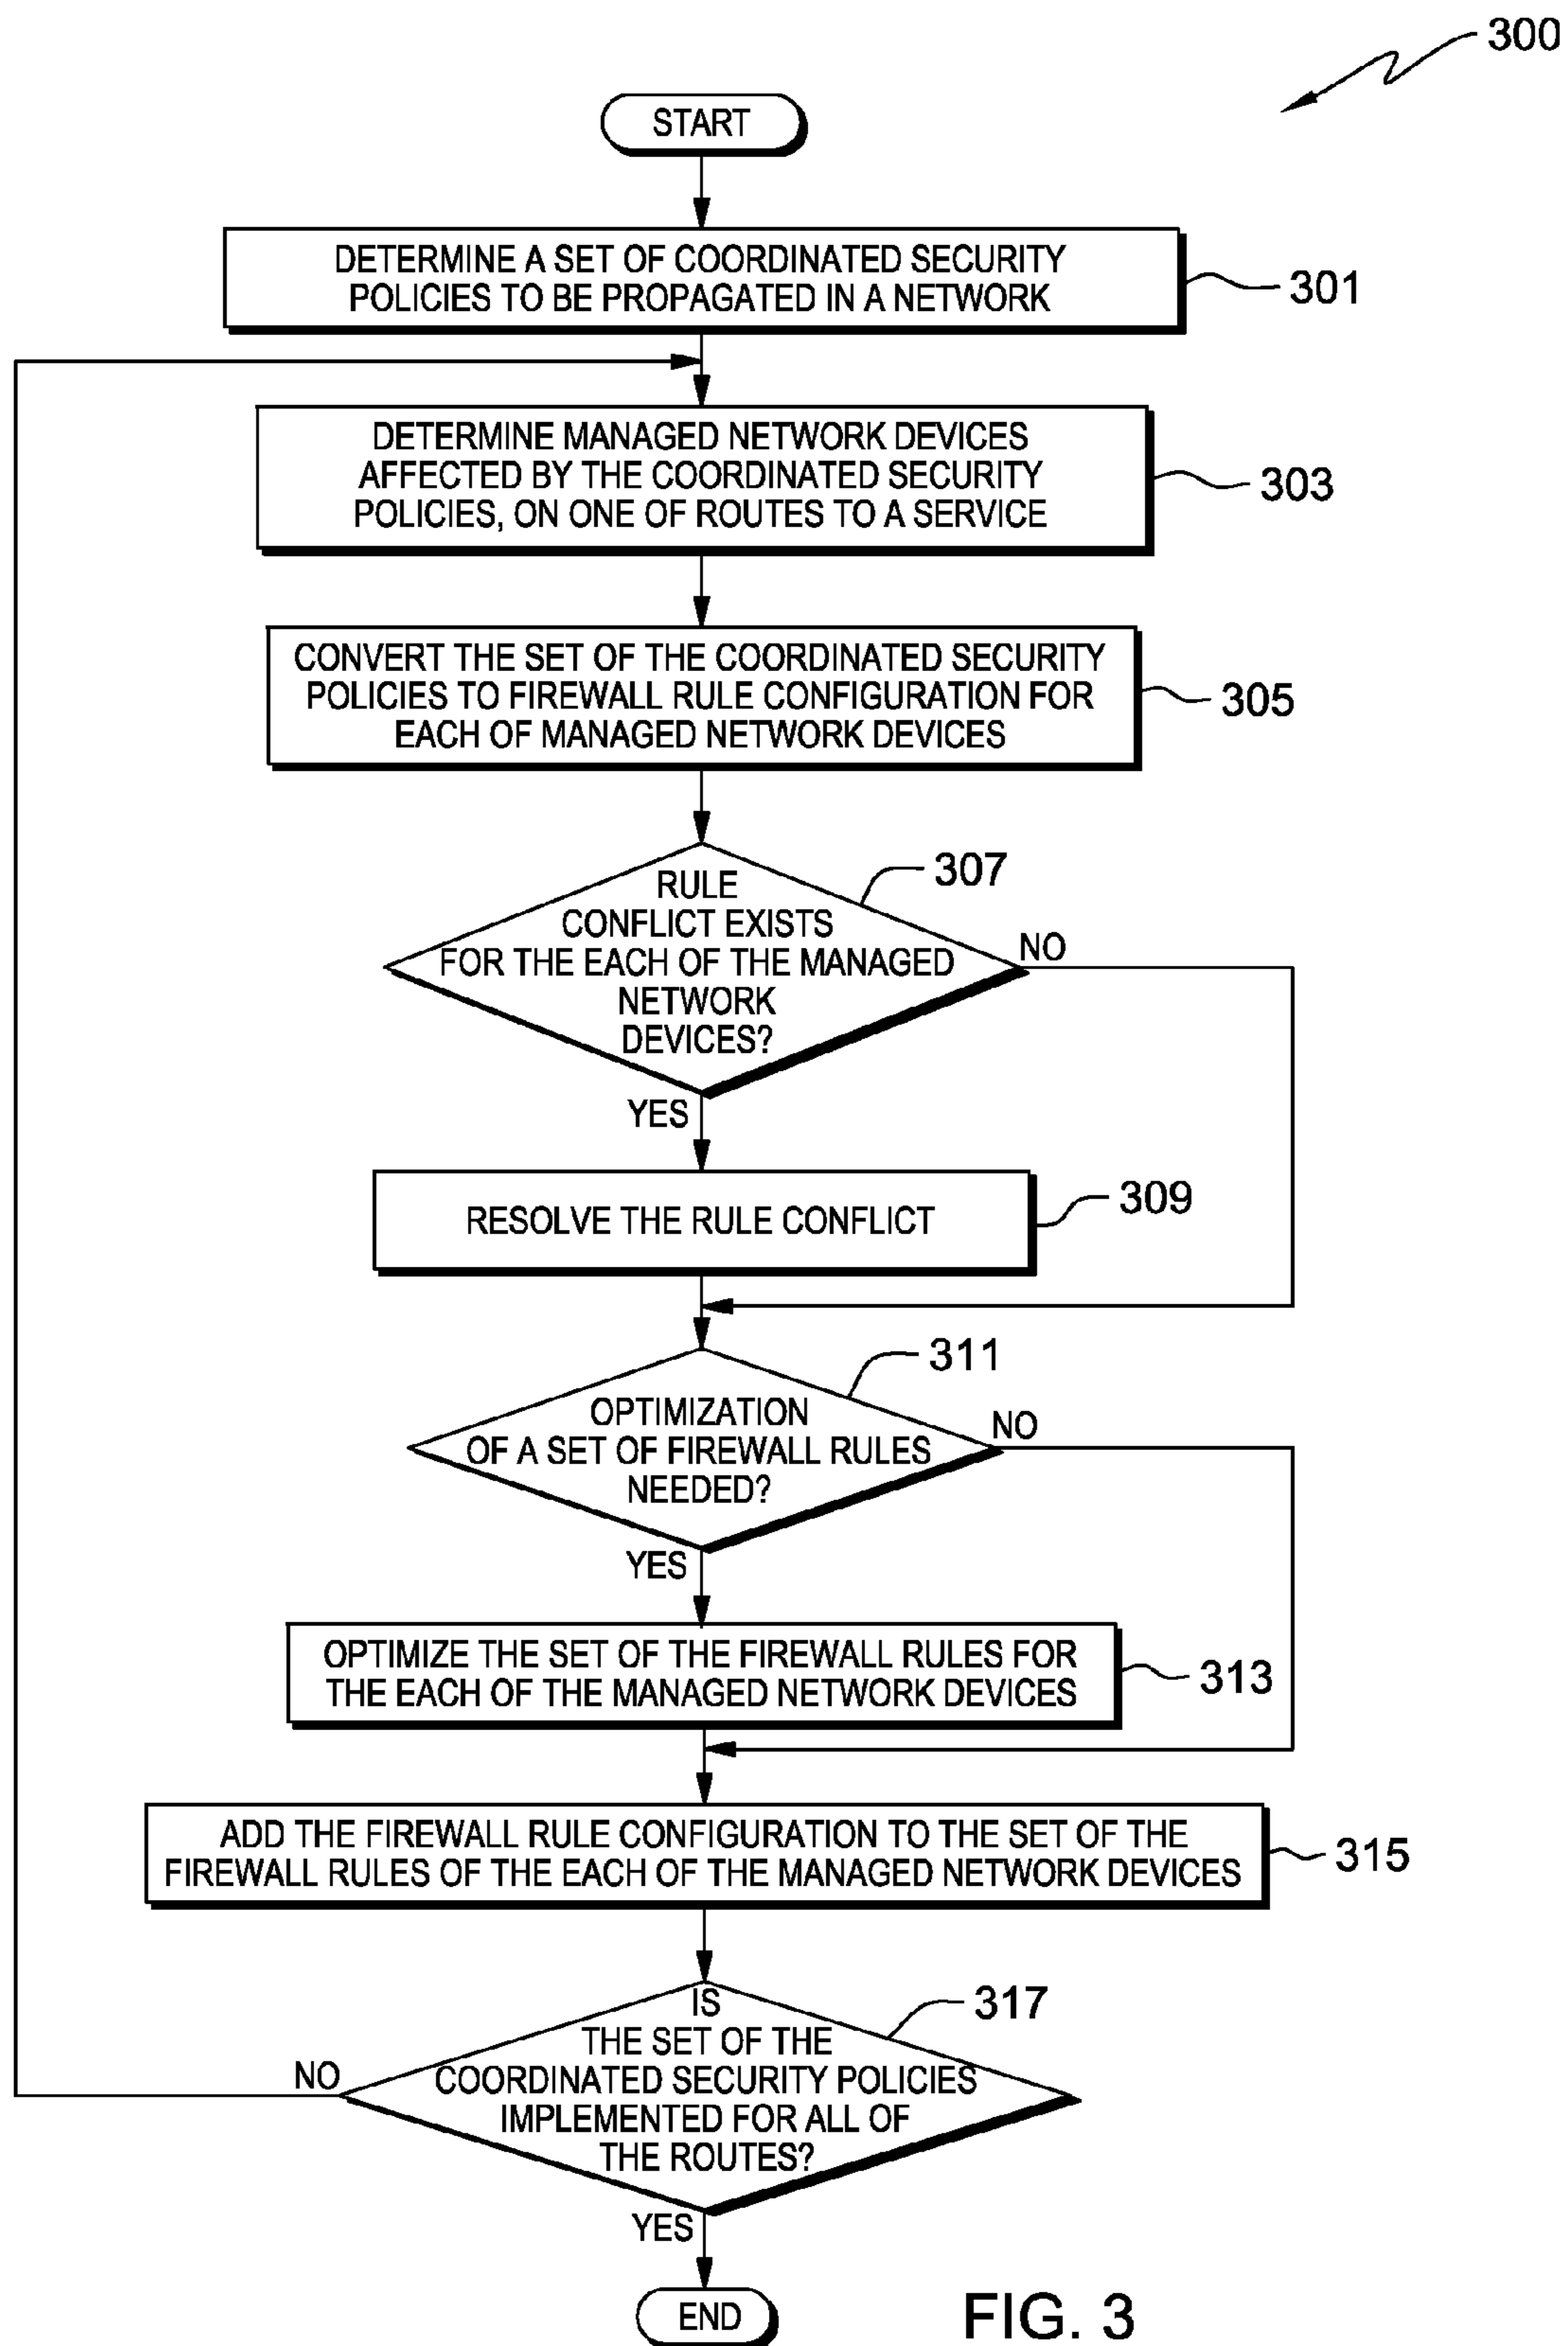 300
START
DETERMINE A SET OF COORDINATED SECURITY
POLICIES TO BE PROPAGATED IN A NETWORK
301
DETERMINE MANAGED NETWORK DEVICES
AFFECTED BY THE COORDINATED SECURITY
POLICIES, ON ONE OF ROUTES TO A SERVICE
303
CONVERT THE SET OF THE COORDINATED SECURITY
POLICIES TO FIREWALL RULE CONFIGURATION FOR
EACH OF MANAGED NETWORK DEVICES
305
RULE
CONFLICT EXISTS
FOR THE EACH OF THE MANAGED
NETWORK
DEVICES?
307
NO
YES
RESOLVE THE RULE CONFLICT
309
OPTIMIZATION
OF A SET OF FIREWALL RULES
NEEDED?
311
NO
YES
OPTIMIZE THE SET OF THE FIREWALL RULES FOR
THE EACH OF THE MANAGED NETWORK DEVICES
313
ADD THE FIREWALL RULE CONFIGURATION TO THE SET OF THE
FIREWALL RULES OF THE EACH OF THE MANAGED NETWORK DEVICES
315
IS
THE SET OF THE
COORDINATED SECURITY POLICIES
IMPLEMENTED FOR ALL OF
THE ROUTES?
317
NO
YES
END
FIG. 3